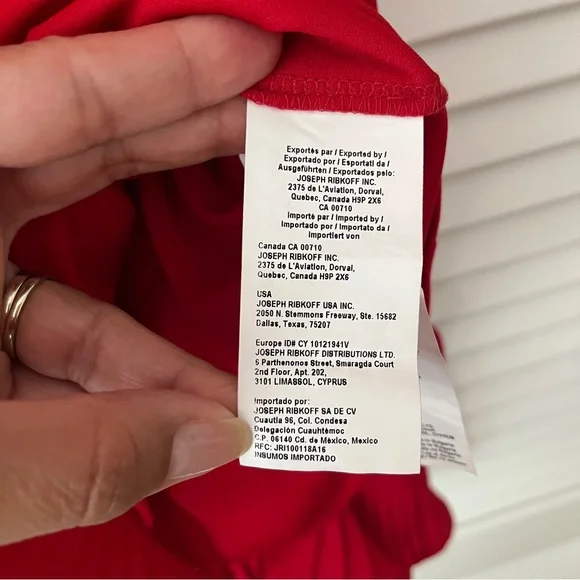 Exportés par / Exported by /
Exportado por / Esportati da /
Ausgeführten / Exportados pelo:
JOSEPH RIBKOFF INC.
2375 de L'Aviation, Dorval,
Quebec, Canada H9P 2X6
CA 00710
Importé par / Imported by /
Importado por / Importato da /
Importiert von
Canada CA 00710
JOSEPH RIBKOFF INC.
2375 de L'Aviation, Dorval,
Quebec, Canada H9P 2X6
USA
JOSEPH RIBKOFF USA INC.
2050 N. Stemmons Freeway, Ste. 15682
Dallas, Texas, 75207
Europe ID# CY 10121941V
JOSEPH RIBKOFF DISTRIBUTIONS LTD.
5 Parthenonos Street, Smaragda Court
2nd Floor, Apt. 202,
3101 LIMASSOL, CYPRUS
Importado por:
JOSEPH RIBKOFF SA DE CV
Cuautla 96, Col. Condesa
Delegación Cuauhtémoc
C.P. 06140 Cd. de México, Mexico
RFC: JRI100118A16
INSUMOS IMPORTADO